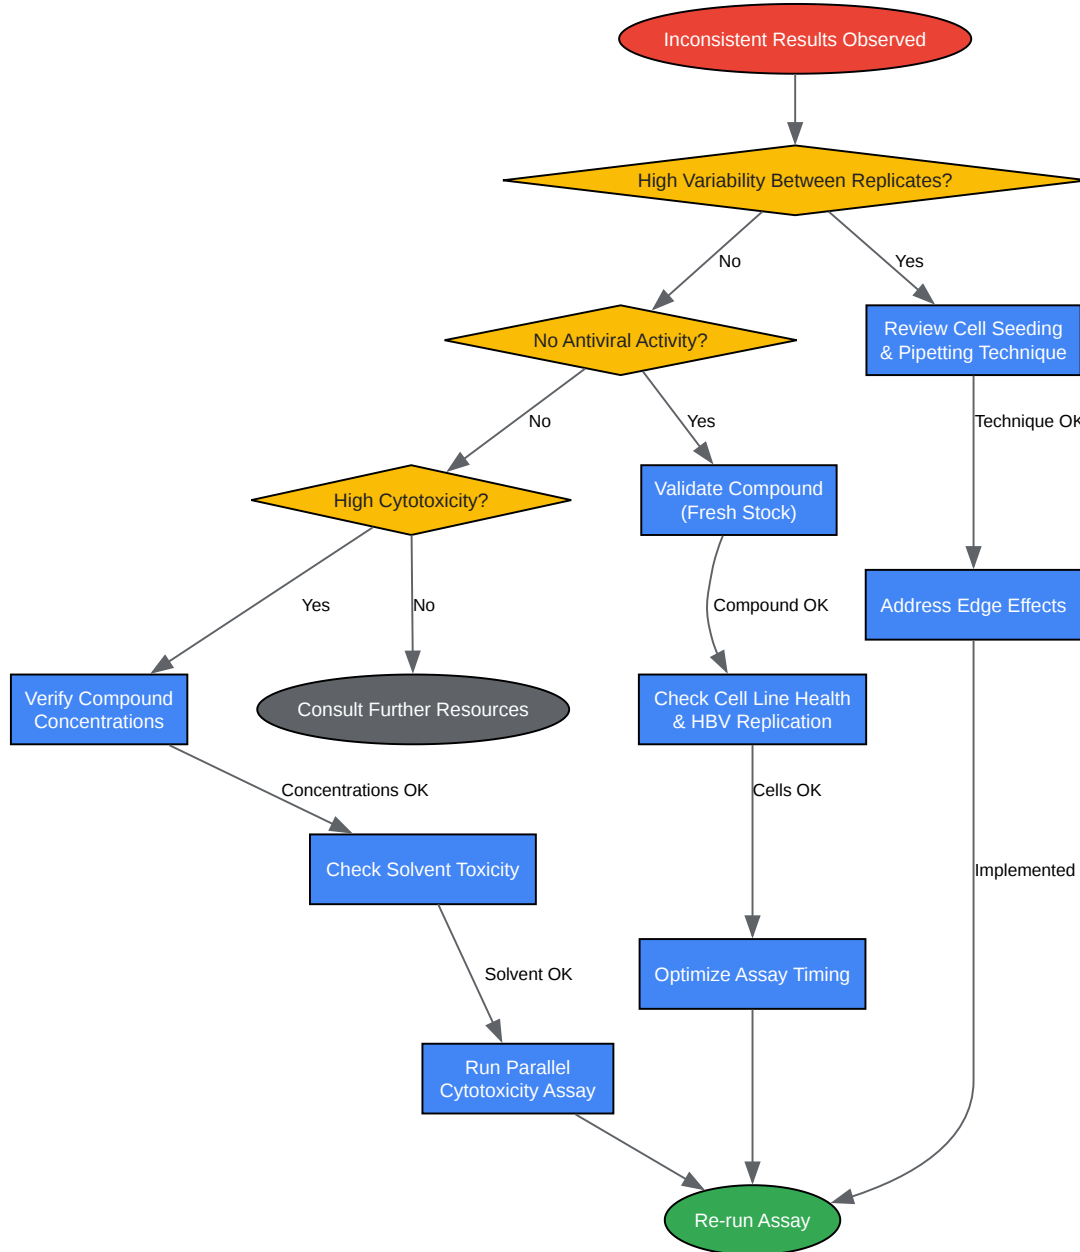 Inconsistent Results Observed
High Variability Between Replicates?
No
Yes
No Antiviral Activity?
Review Cell Seeding
& Pipetting Technique
No
Yes
Technique OK
High Cytotoxicity?
Validate Compound
(Fresh Stock)
Yes
No
Compound OK
Address Edge Effects
Verify Compound
Concentrations
Consult Further Resources
Check Cell Line Health
& HBV Replication
Concentrations OK
Cells OK
Check Solvent Toxicity
Implemented
Solvent OK
Optimize Assay Timing
Run Parallel
Cytotoxicity Assay
Re-run Assay